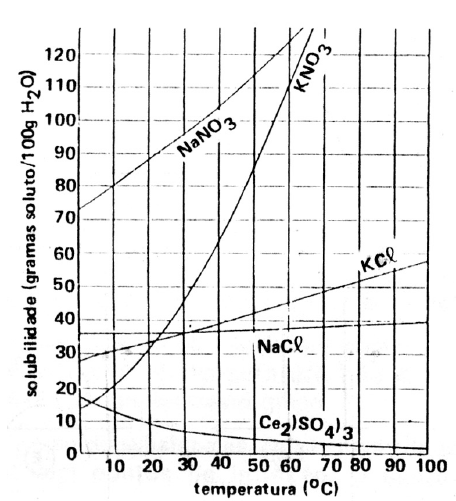 solubilidade (gramas soluto/100g H2O)
120
110
100
90
80
70
60
50
40
30
20
10
0
NaNO3
KNO3
KCl
NaCl
Ce2)SO4)3
10 20 30 40 50 60 70 80 90 100
temperatura (ºC)